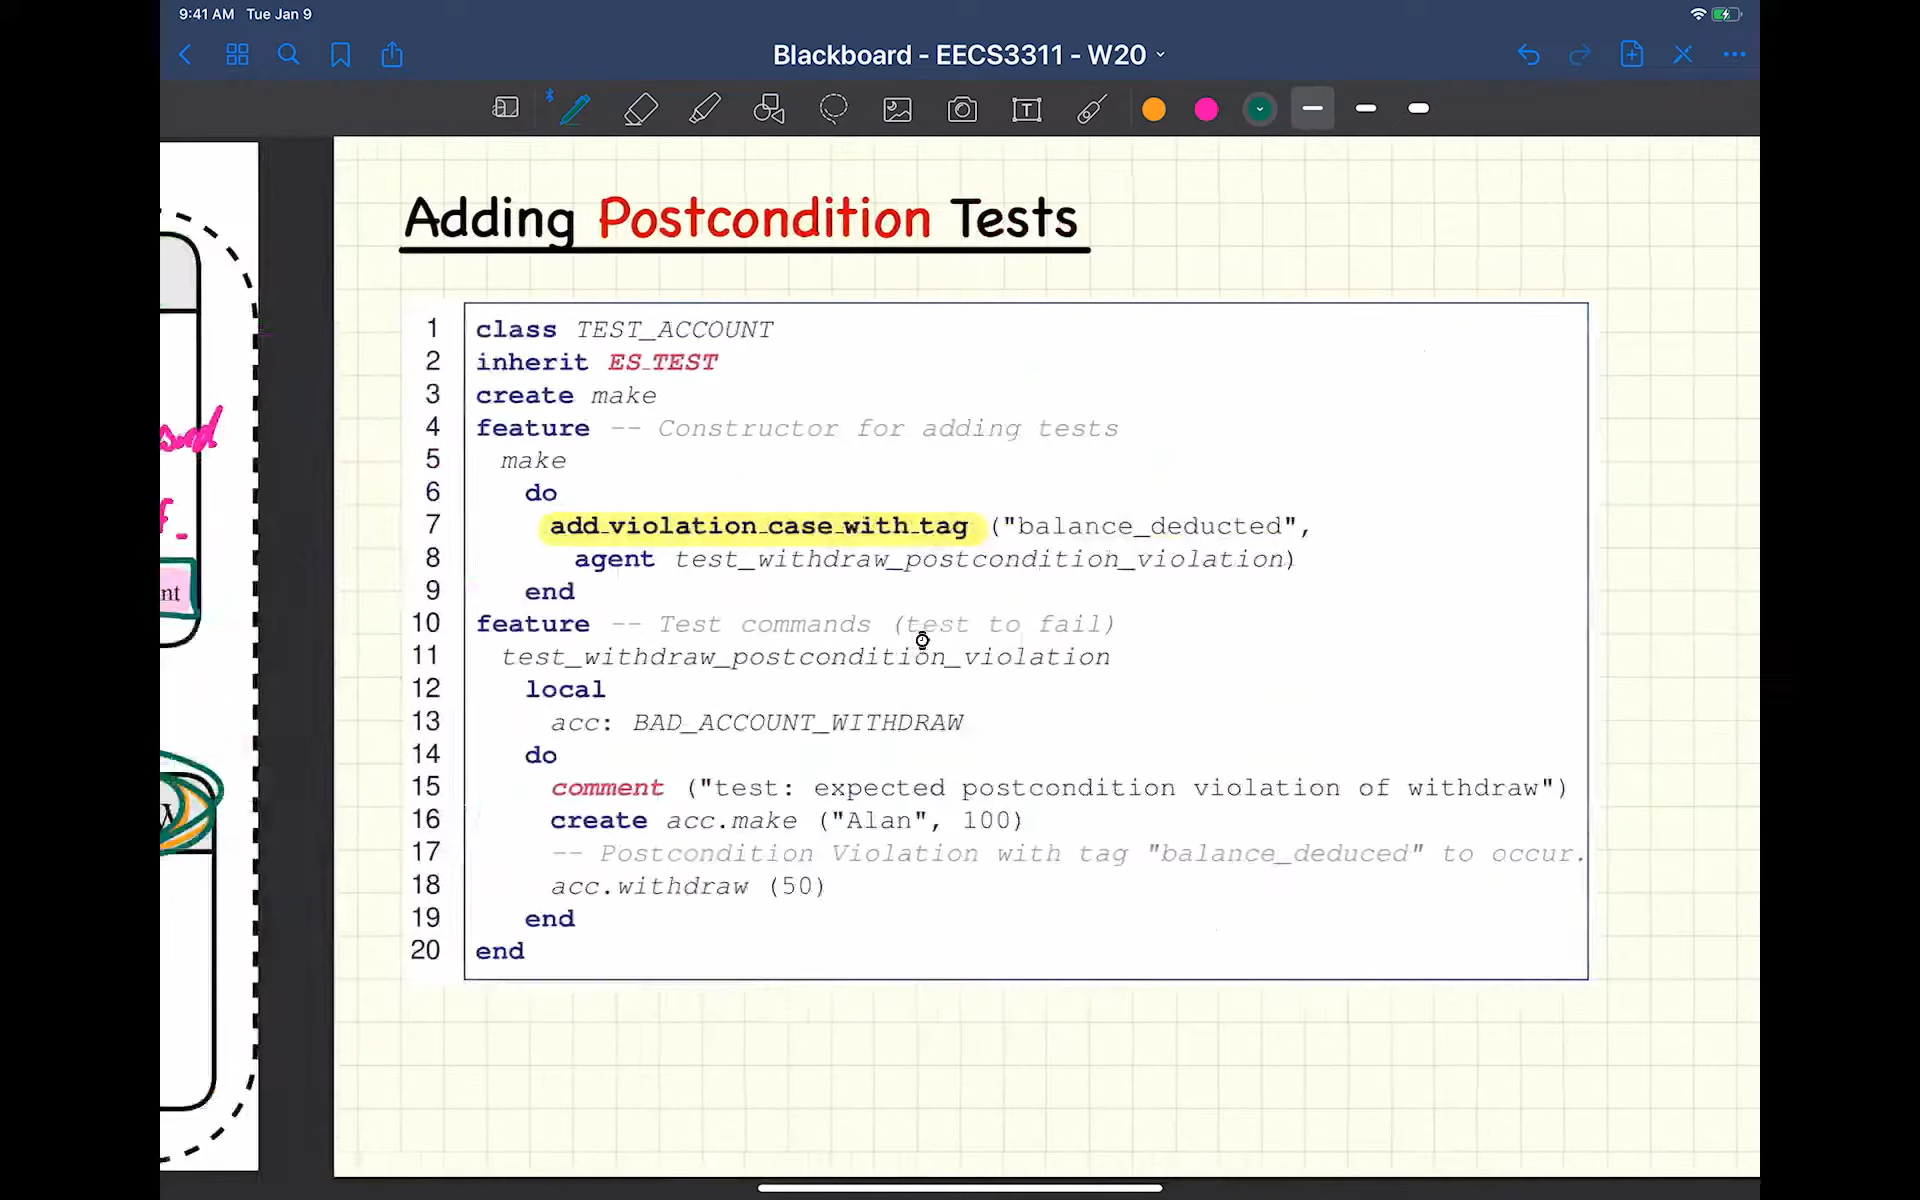 9:41 AM Tue Jan 9
Blackboard - EECS3311 - W20
Adding Postcondition Tests
1 class TEST_ACCOUNT
2 inherit ES_TEST
3 create make
4 feature -- Constructor for adding tests
5 make
6 do
7 add_violation_case_with_tag ("balance_deducted",
8 agent test_withdraw_postcondition_violation)
9 end
10 feature -- Test commands (test to fail)
11 test_withdraw_postcondition_violation
12 local
13 acc: BAD_ACCOUNT_WITHDRAW
14 do
15 comment ("test: expected postcondition violation of withdraw")
16 create acc.make ("Alan", 100)
17 -- Postcondition Violation with tag "balance_deduced" to occur.
18 acc.withdraw (50)
19 end
20 end
nt